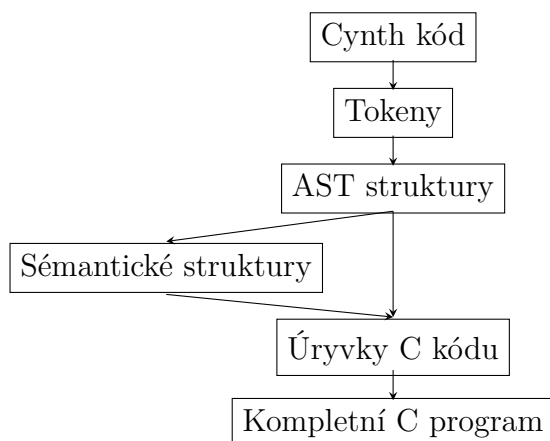 Cynth kód
Tokeny
AST struktury
Sémantické struktury
Úryvky C kódu
Kompletní C program